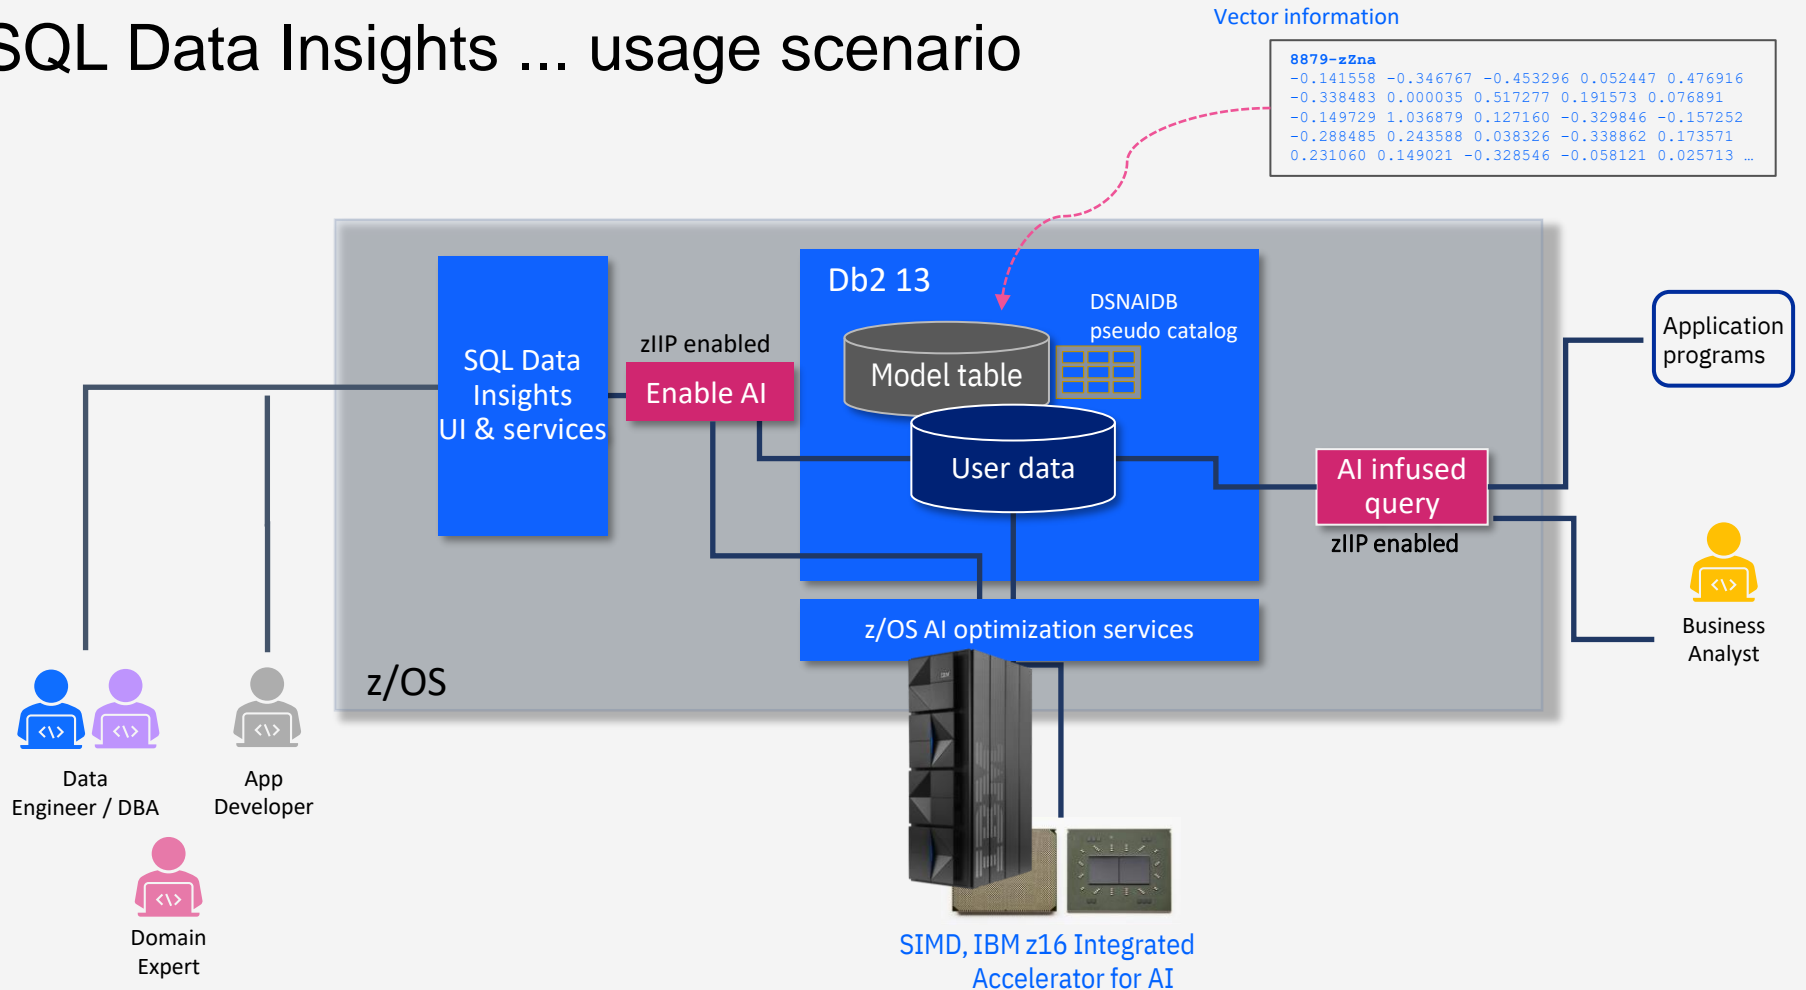 SQL Data Insights ... usage scenario
Vector information
8879-zZna
-0.141558 -0.346767 -0.453296 0.052447 0.476916
-0.338483 0.000035 0.517277 0.191573 0.076891
-0.149729 1.036879 0.127160 -0.329846 -0.157252
-0.288485 0.243588 0.038326 -0.338862 0.173571
0.231060 0.149021 -0.328546 -0.058121 0.025713 …
Db2 13
DSNAIDB
pseudo catalog
Model table
User data
SQL Data
Insights
UI & services
zIIP enabled
Enable AI
AI infused
query
zIIP enabled
Application
programs
</>
Business
Analyst
z/OS AI optimization services
z/OS
</>
</>
</>
Data
Engineer / DBA
App
Developer
</>
Domain
Expert
IBM
IBM
SIMD, IBM z16 Integrated
Accelerator for AI